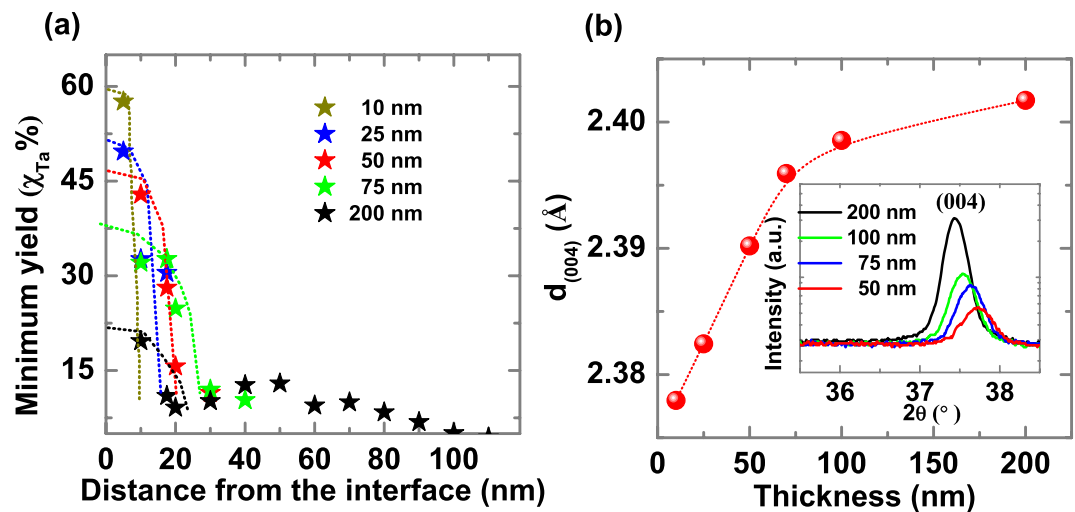 (a)
Minimum yield (χTa%)
60
45
30
15
10 nm
25 nm
50 nm
75 nm
200 nm
0 20 40 60 80 100
Distance from the interface (nm)
(b)
d(004) (Å)
2.40
2.39
2.38
(004)
Intensity (a.u.)
200 nm
100 nm
75 nm
50 nm
36 37 38
2θ (°)
0 50 100 150 200
Thickness (nm)